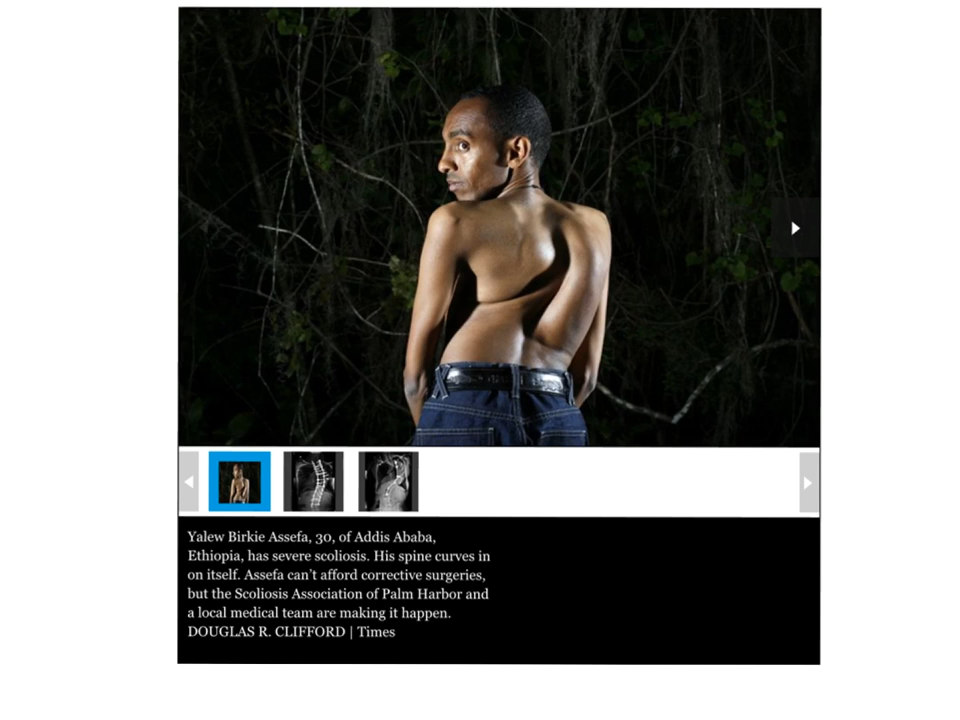 Yalew Birkie Assefa, 30, of Addis Ababa,
Ethiopia, has severe scoliosis. His spine curves in
on itself. Assefa can’t afford corrective surgeries,
but the Scoliosis Association of Palm Harbor and
a local medical team are making it happen.
DOUGLAS R. CLIFFORD | Times